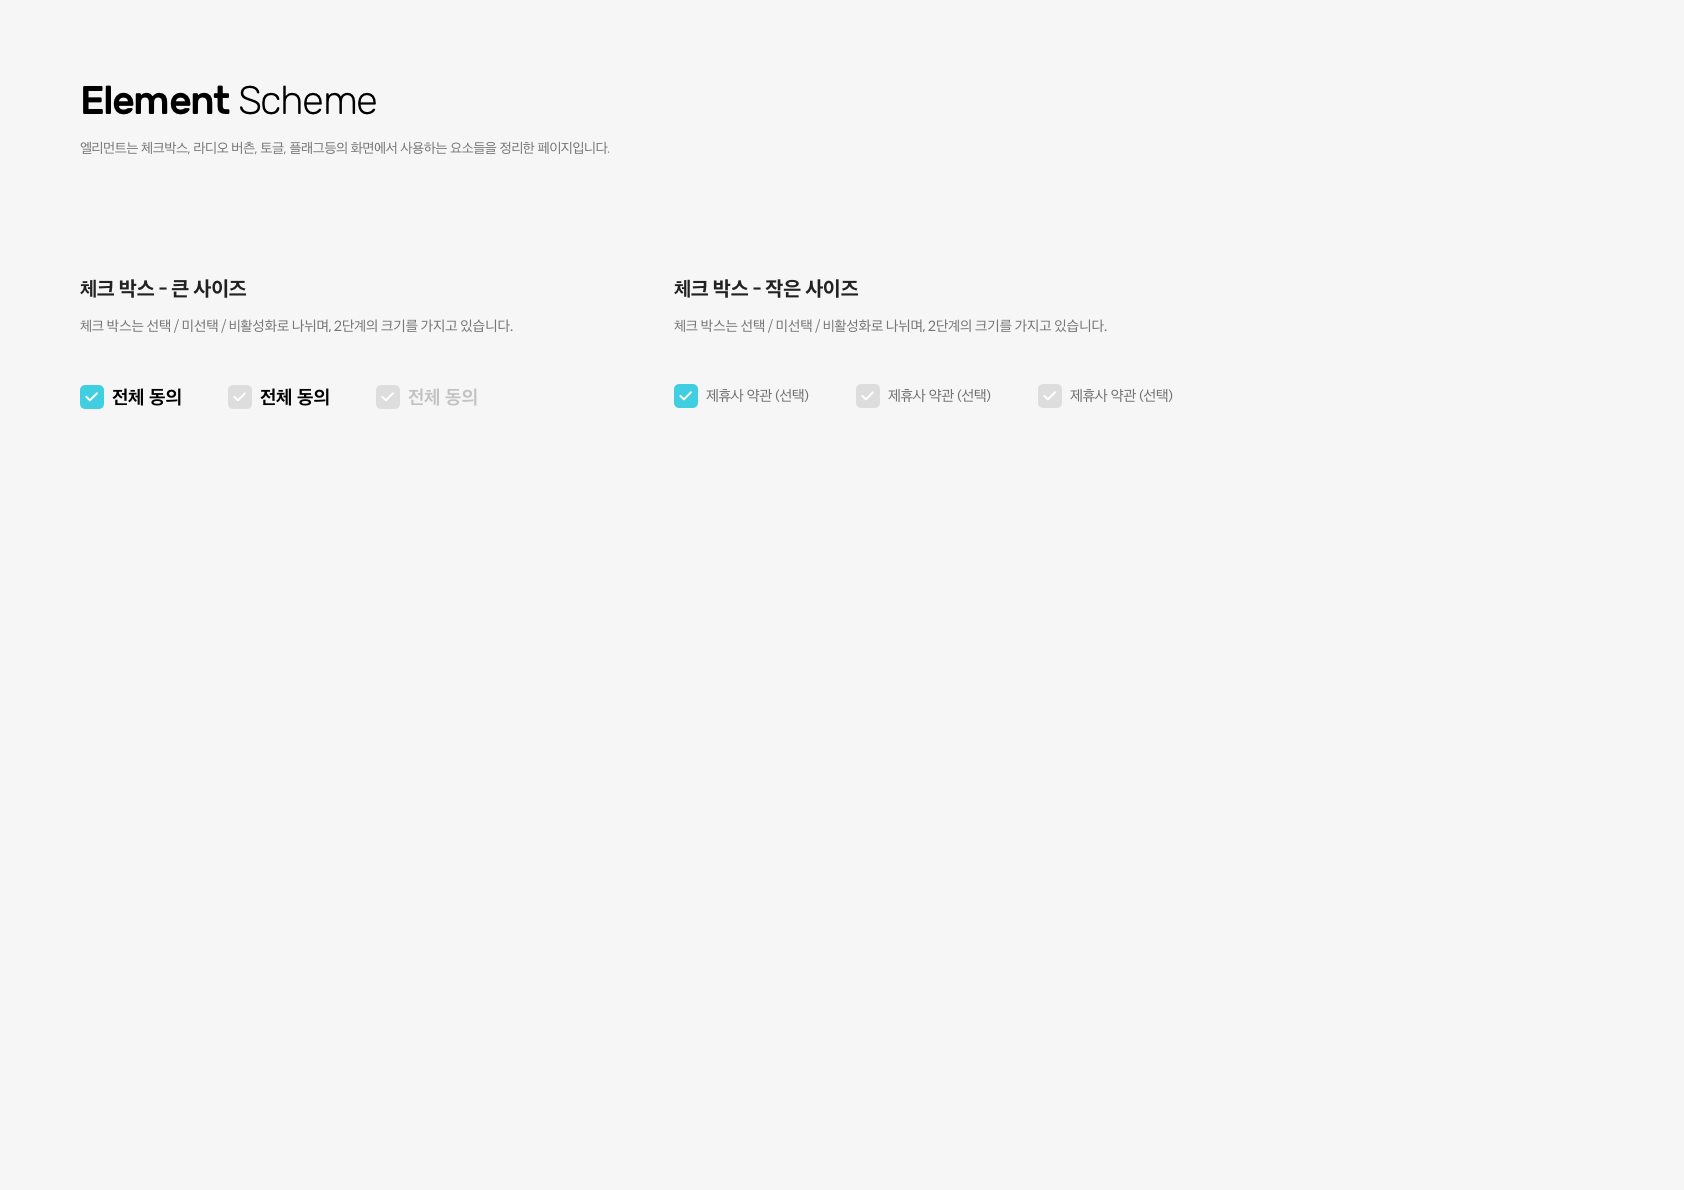 Element Scheme
엘리먼트는 체크박스, 라디오 버튼, 토글, 플래그등의 화면에서 사용하는 요소들을 정리한 페이지입니다.
체크 박스 - 큰 사이즈
체크 박스는 선택 / 미선택 / 비활성화로 나뉘며, 2단계의 크기를 가지고 있습니다.
전체 동의
전체 동의
전체 동의
체크 박스 - 작은 사이즈
체크 박스는 선택 / 미선택 / 비활성화로 나뉘며, 2단계의 크기를 가지고 있습니다.
제휴사 약관 (선택)
제휴사 약관 (선택)
제휴사 약관 (선택)